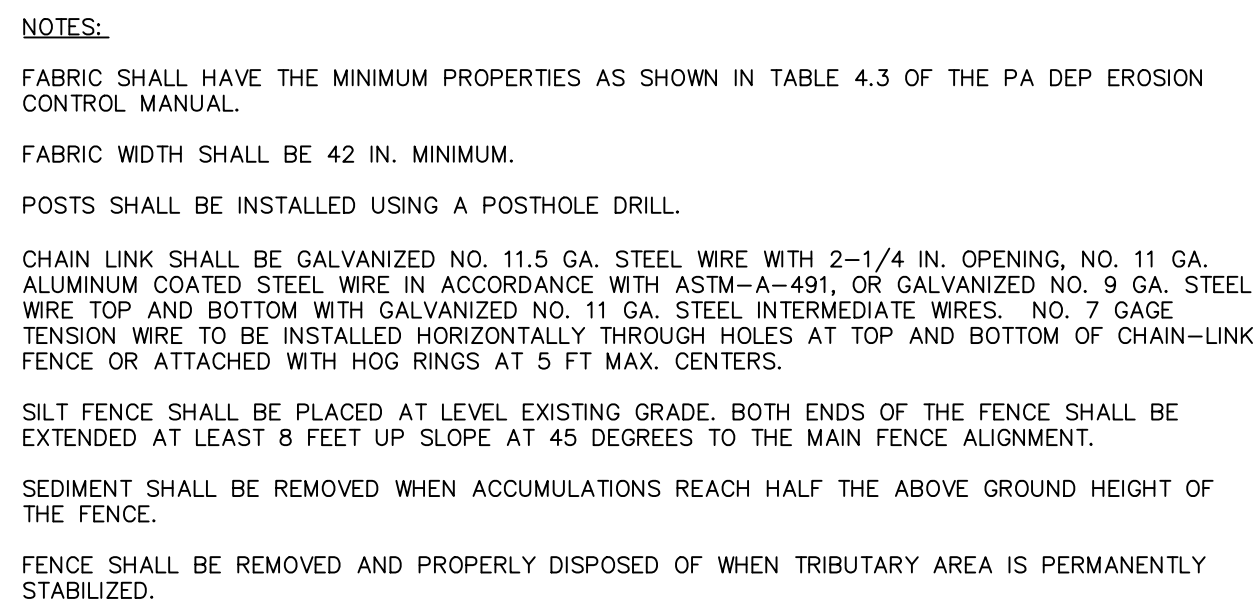 NOTES:
FABRIC SHALL HAVE THE MINIMUM PROPERTIES AS SHOWN IN TABLE 4.3 OF THE PA DEP EROSION
CONTROL MANUAL.
FABRIC WIDTH SHALL BE 42 IN. MINIMUM.
POSTS SHALL BE INSTALLED USING A POSTHOLE DRILL.
CHAIN LINK SHALL BE GALVANIZED NO. 11.5 GA. STEEL WIRE WITH 2-1/4 IN. OPENING, NO. 11 GA.
ALUMINUM COATED STEEL WIRE IN ACCORDANCE WITH ASTM-A-491, OR GALVANIZED NO. 9 GA. STEEL
WIRE TOP AND BOTTOM WITH GALVANIZED NO. 11 GA. STEEL INTERMEDIATE WIRES. NO. 7 GAGE
TENSION WIRE TO BE INSTALLED HORIZONTALLY THROUGH HOLES AT TOP AND BOTTOM OF CHAIN-LINK
FENCE OR ATTACHED WITH HOG RINGS AT 5 FT MAX. CENTERS.
SILT FENCE SHALL BE PLACED AT LEVEL EXISTING GRADE. BOTH ENDS OF THE FENCE SHALL BE
EXTENDED AT LEAST 8 FEET UP SLOPE AT 45 DEGREES TO THE MAIN FENCE ALIGNMENT.
SEDIMENT SHALL BE REMOVED WHEN ACCUMULATIONS REACH HALF THE ABOVE GROUND HEIGHT OF
THE FENCE.
FENCE SHALL BE REMOVED AND PROPERLY DISPOSED OF WHEN TRIBUTARY AREA IS PERMANENTLY
STABILIZED.